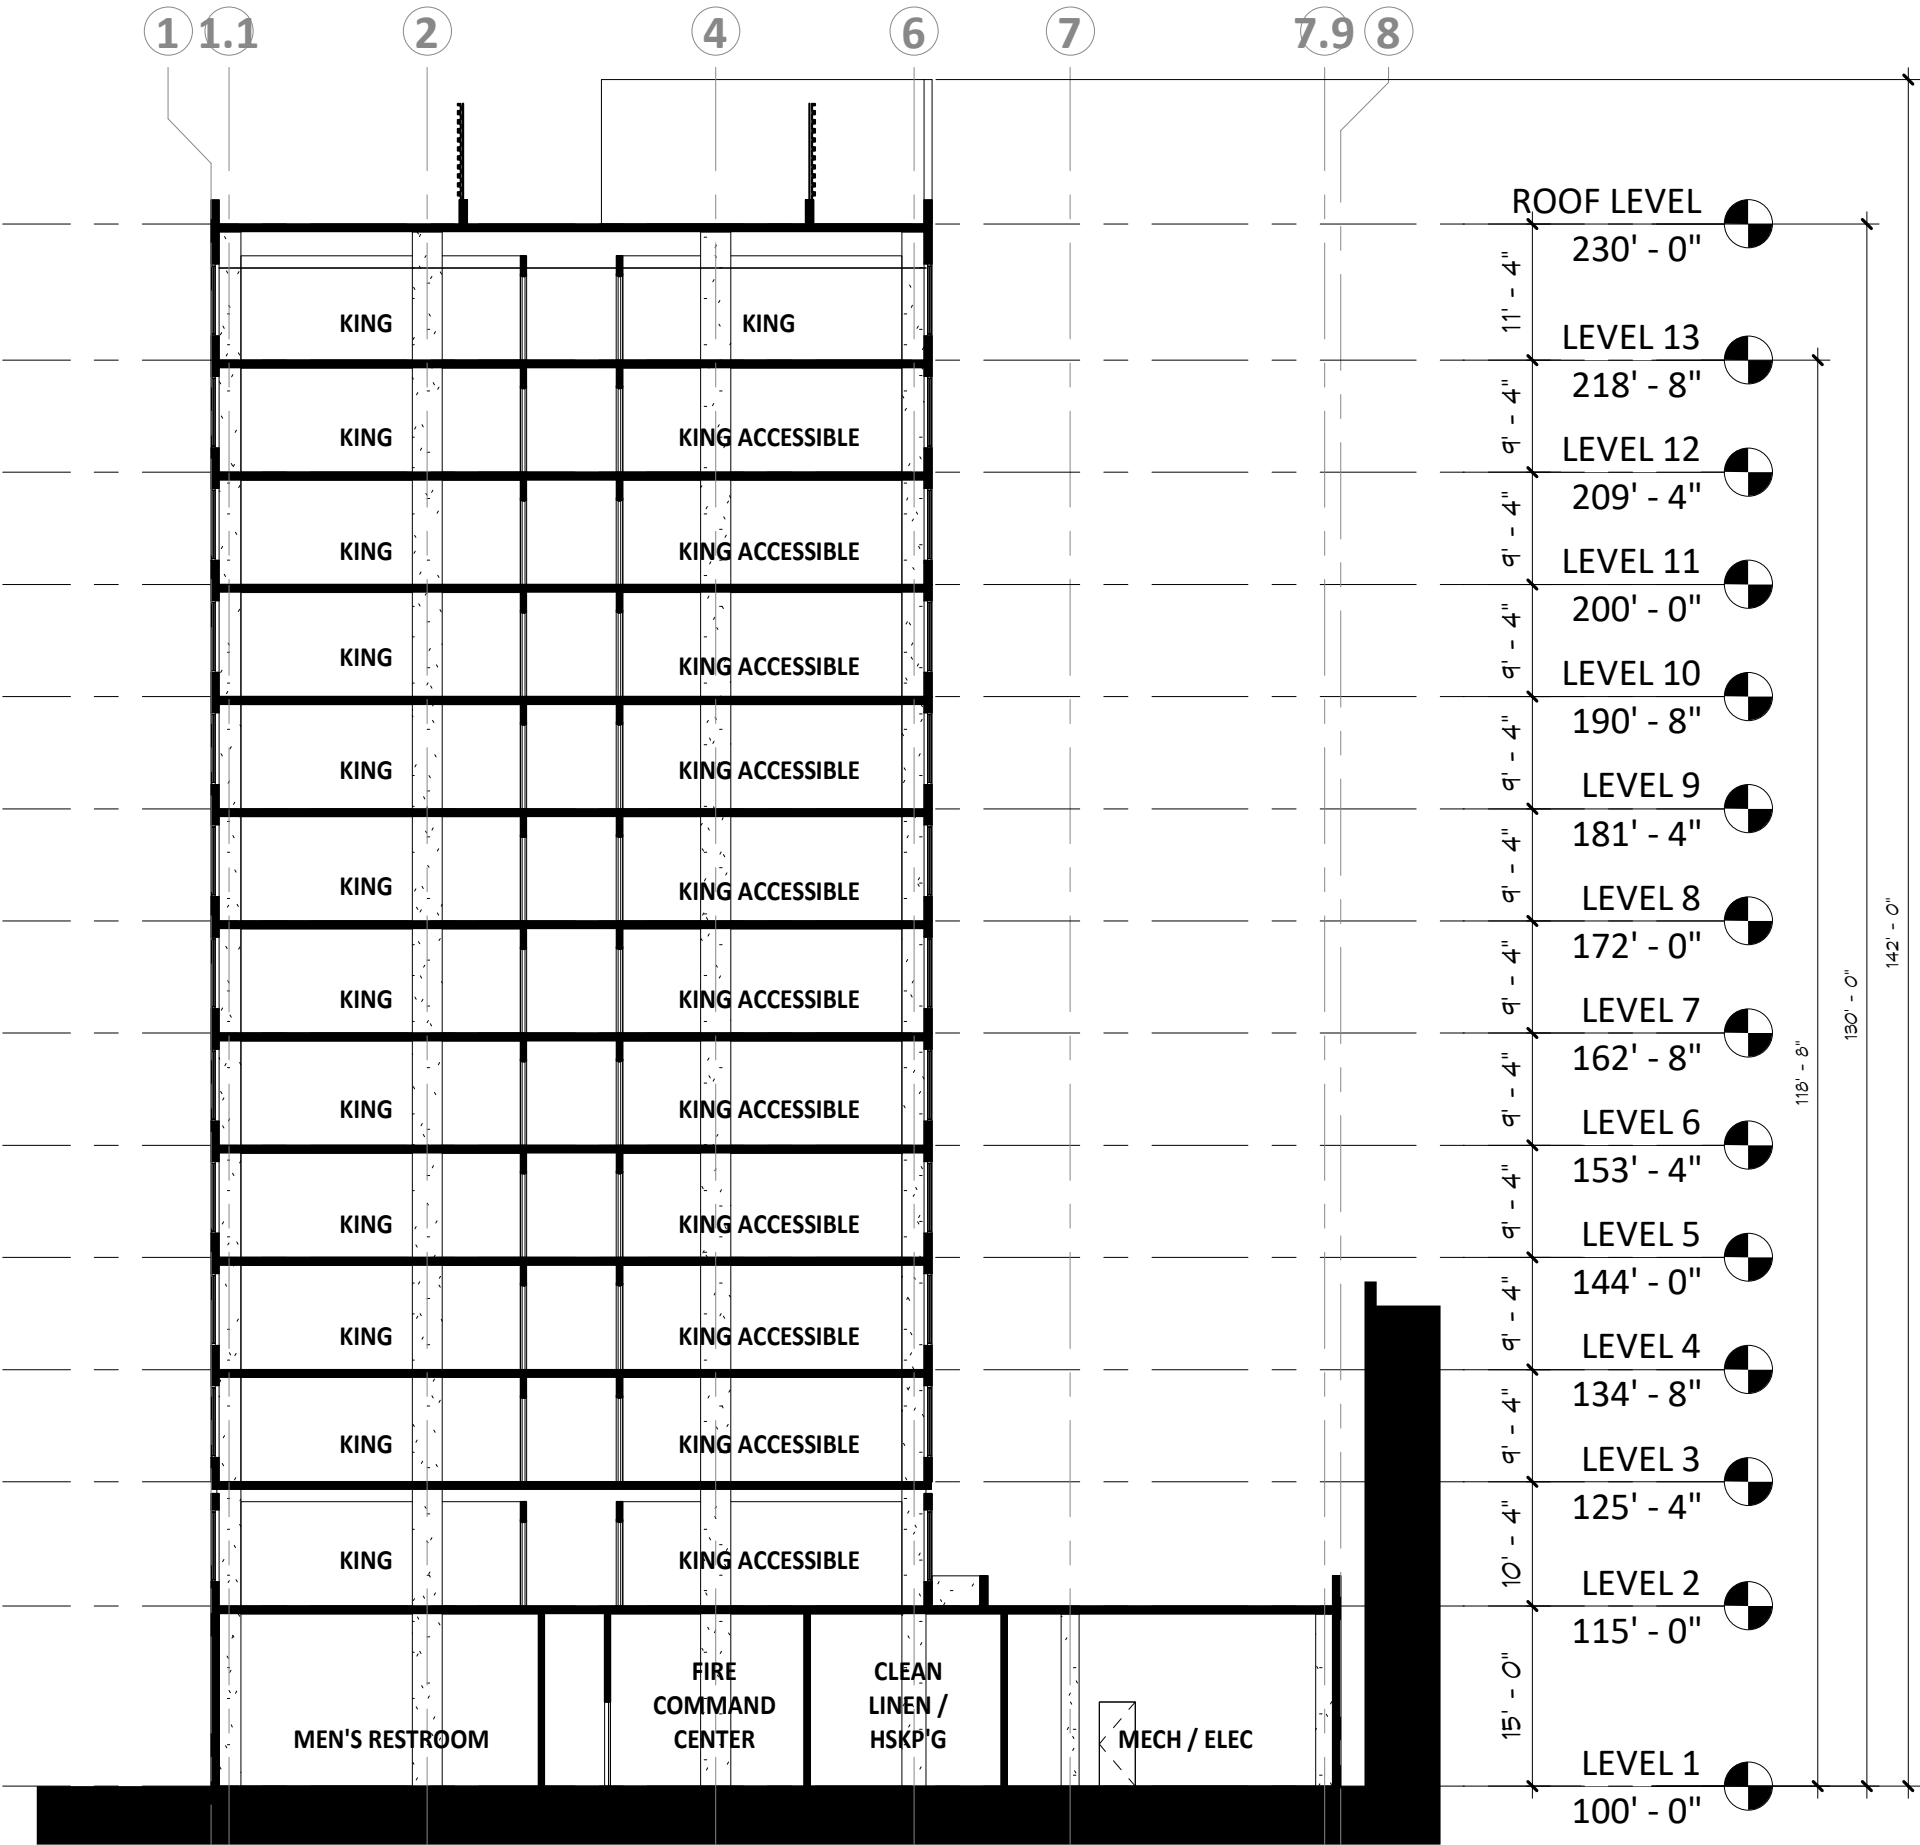 1 1.1 2 4 6 7 7.9 8
ROOF LEVEL
230' - 0"
11' - 4"
KING KING
LEVEL 13
218' - 8"
9' - 4"
KING KING ACCESSIBLE
LEVEL 12
209' - 4"
9' - 4"
KING KING ACCESSIBLE
LEVEL 11
200' - 0"
9' - 4"
KING KING ACCESSIBLE
LEVEL 10
190' - 8"
9' - 4"
KING KING ACCESSIBLE
LEVEL 9
181' - 4"
9' - 4"
KING KING ACCESSIBLE
LEVEL 8
172' - 0"
9' - 4"
KING KING ACCESSIBLE
LEVEL 7
162' - 8"
9' - 4"
KING KING ACCESSIBLE
LEVEL 6
153' - 4"
9' - 4"
KING KING ACCESSIBLE
LEVEL 5
144' - 0"
9' - 4"
KING KING ACCESSIBLE
LEVEL 4
134' - 8"
9' - 4"
KING KING ACCESSIBLE
LEVEL 3
125' - 4"
10' - 4"
KING KING ACCESSIBLE
LEVEL 2
115' - 0"
15' - 0"
MEN'S RESTROOM
FIRE
COMMAND
CENTER
CLEAN
LINEN /
HSKP'G
MECH / ELEC
LEVEL 1
100' - 0"
118' - 8"
130' - 0"
142' - 0"